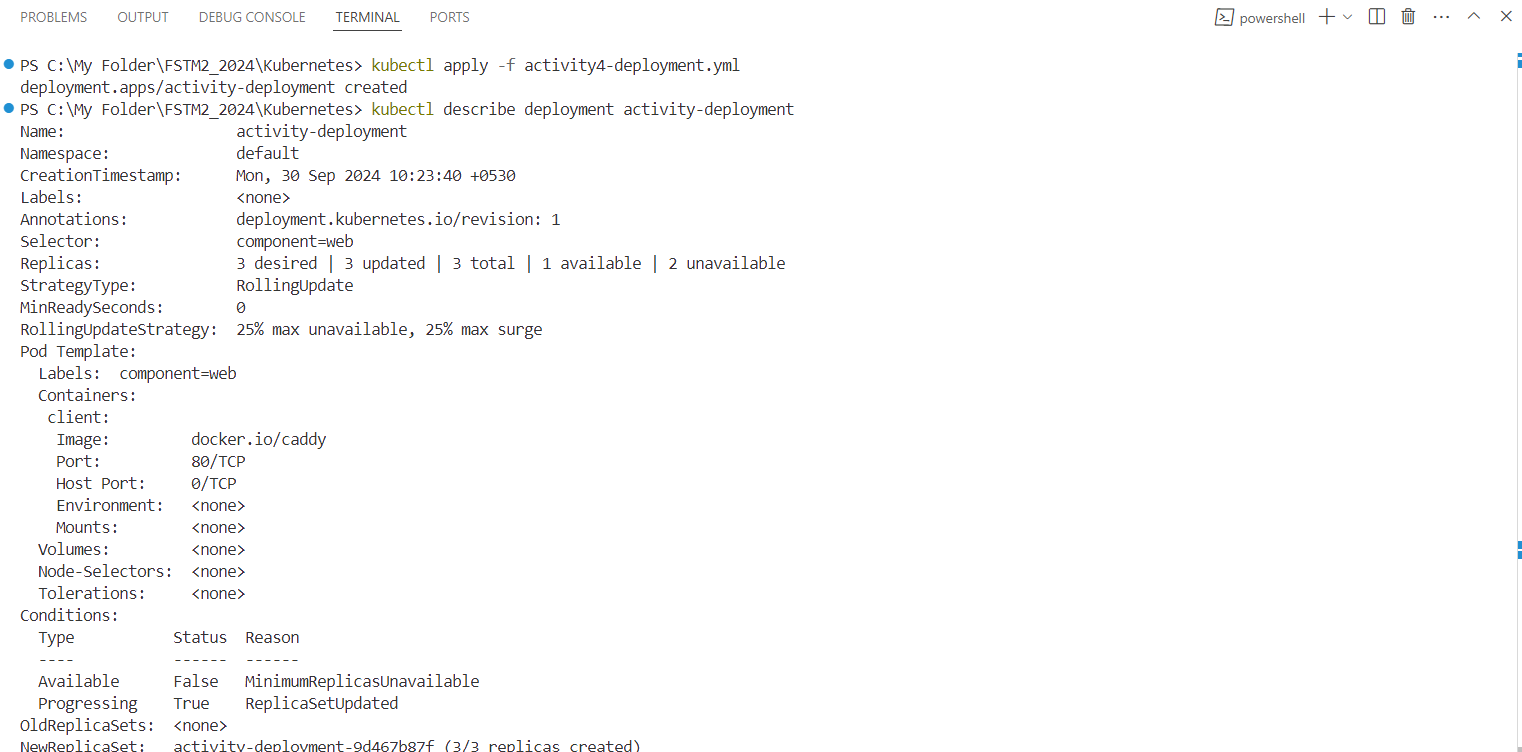 PROBLEMS OUTPUT DEBUG CONSOLE TERMINAL PORTS powershell
PS C:\My Folder\FSTM2_2024\Kubernetes> kubectl apply -f activity4-deployment.yml
deployment.apps/activity-deployment created
PS C:\My Folder\FSTM2_2024\Kubernetes> kubectl describe deployment activity-deployment
Name:                   activity-deployment
Namespace:              default
CreationTimestamp:      Mon, 30 Sep 2024 10:23:40 +0530
Labels:                 <none>
Annotations:            deployment.kubernetes.io/revision: 1
Selector:               component=web
Replicas:               3 desired | 3 updated | 3 total | 1 available | 2 unavailable
StrategyType:           RollingUpdate
MinReadySeconds:        0
RollingUpdateStrategy:  25% max unavailable, 25% max surge
Pod Template:
  Labels:  component=web
  Containers:
   client:
    Image:         docker.io/caddy
    Port:          80/TCP
    Host Port:     0/TCP
    Environment:   <none>
    Mounts:        <none>
  Volumes:         <none>
  Node-Selectors:  <none>
  Tolerations:     <none>
Conditions:
  Type           Status  Reason
  ----           ------  ------
  Available      False   MinimumReplicasUnavailable
  Progressing    True    ReplicaSetUpdated
OldReplicaSets:  <none>
NewReplicaSet:   activity-deployment-9d467b87f (3/3 replicas created)